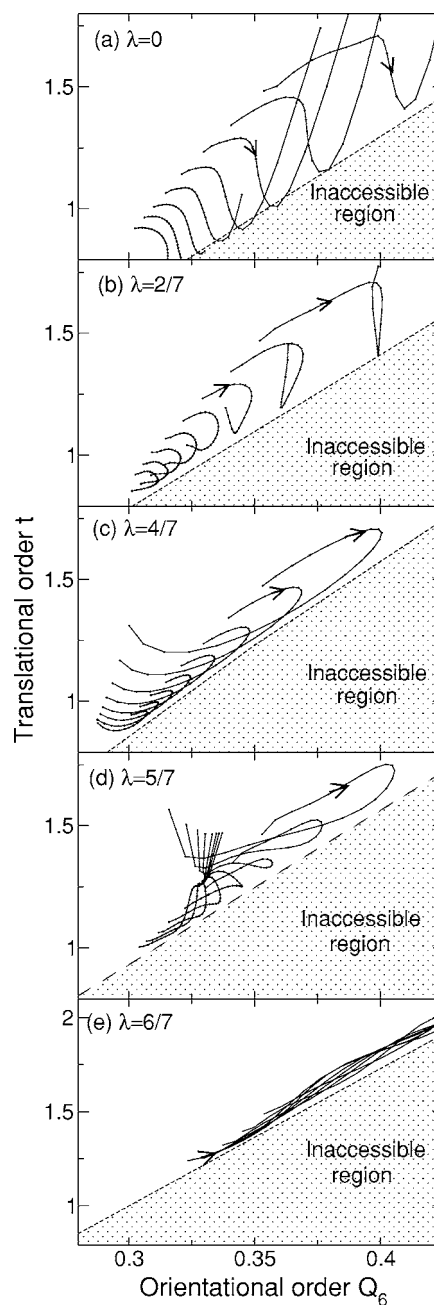 (a) λ=0
1.5
1
Inaccessible
region
(b) λ=2/7
1.5
1
Inaccessible
region
(c) λ=4/7
1.5
1
Inaccessible
region
(d) λ=5/7
1.5
1
Inaccessible
region
(e) λ=6/7
2
1.5
1
Inaccessible
region
0.3
0.35
0.4
Translational order t
Orientational order Q₆